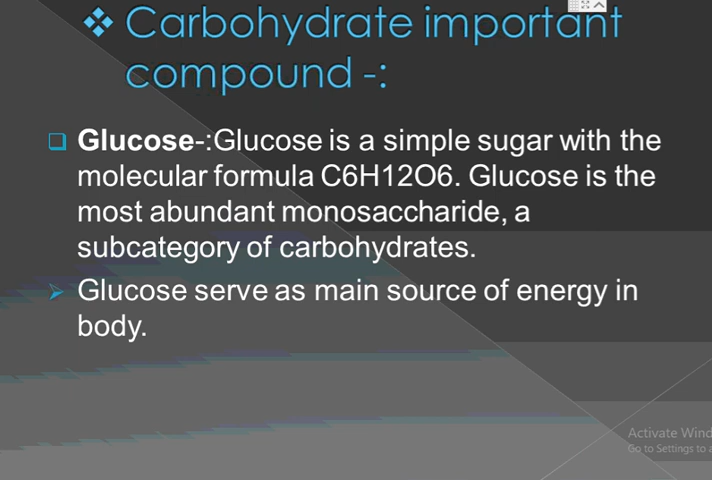 Carbohydrate important
compound -:
Glucose-:Glucose is a simple sugar with the
molecular formula C6H12O6. Glucose is the
most abundant monosaccharide, a
subcategory of carbohydrates.
Glucose serve as main source of energy in
body.
Activate Wind
Go to Settings to a